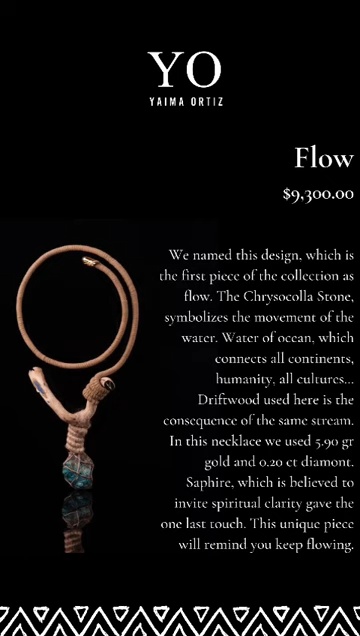 YO
YAIMA ORTIZ
Flow
$9,300.00
We named this design, which is
the first piece of the collection as
flow. The Chrysocolla Stone,
symbolizes the movement of the
water. Water of ocean, which
connects all continents,
humanity, all cultures...
Driftwood used here is the
consequence of the same stream.
In this necklace we used 5.90 gr
gold and 0.20 ct diamont.
Saphire, which is believed to
invite spiritual clarity gave the
one last touch. This unique piece
will remind you keep flowing.